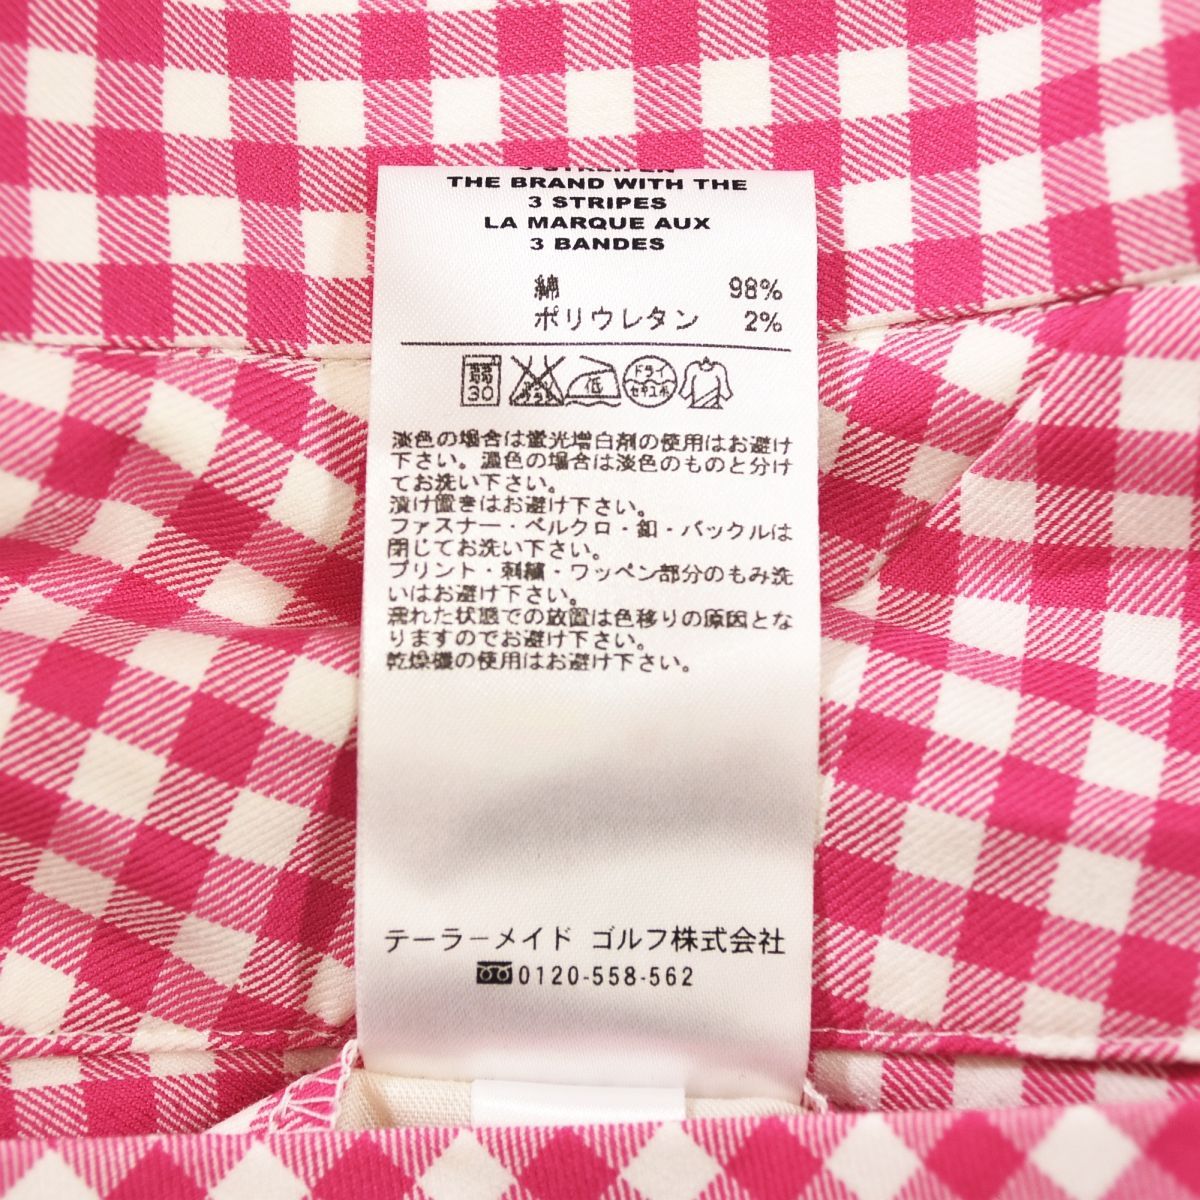 3 STREIFEN
THE BRAND WITH THE
3 STRIPES
LA MARQUE AUX
3 BANDES
綿 98%
ポリウレタン 2%
弱 30 低 ドライ セキユ系
淡色の場合は蛍光増白剤の使用はお避け
下さい。濃色の場合は淡色のものと分け
てお洗い下さい。
漬け置きはお避け下さい。
ファスナー・ベルクロ・釦・バックルは
閉じてお洗い下さい。
プリント・刺繍・ワッペン部分のもみ洗
いはお避け下さい。
濡れた状態での放置は色移りの原因とな
りますのでお避け下さい。
乾燥機の使用はお避け下さい。
テーラーメイド ゴルフ株式会社
0120-558-562